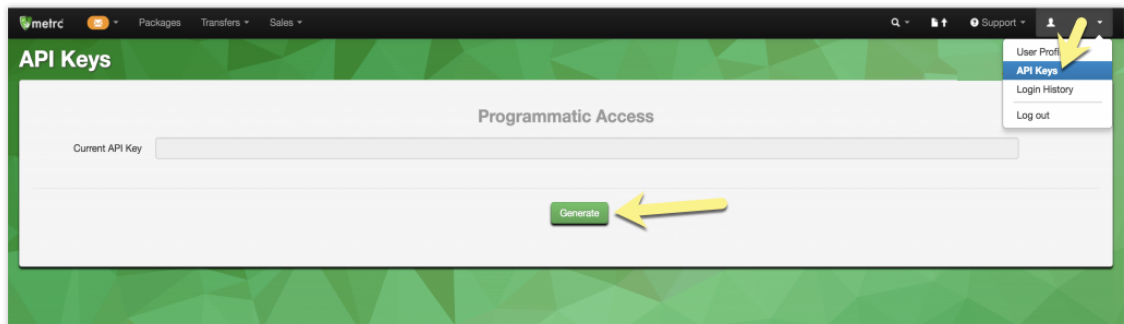 metrc Packages Transfers Sales Support
API Keys
User Profi
API Keys
Login History
Log out
Programmatic Access
Current API Key
Generate